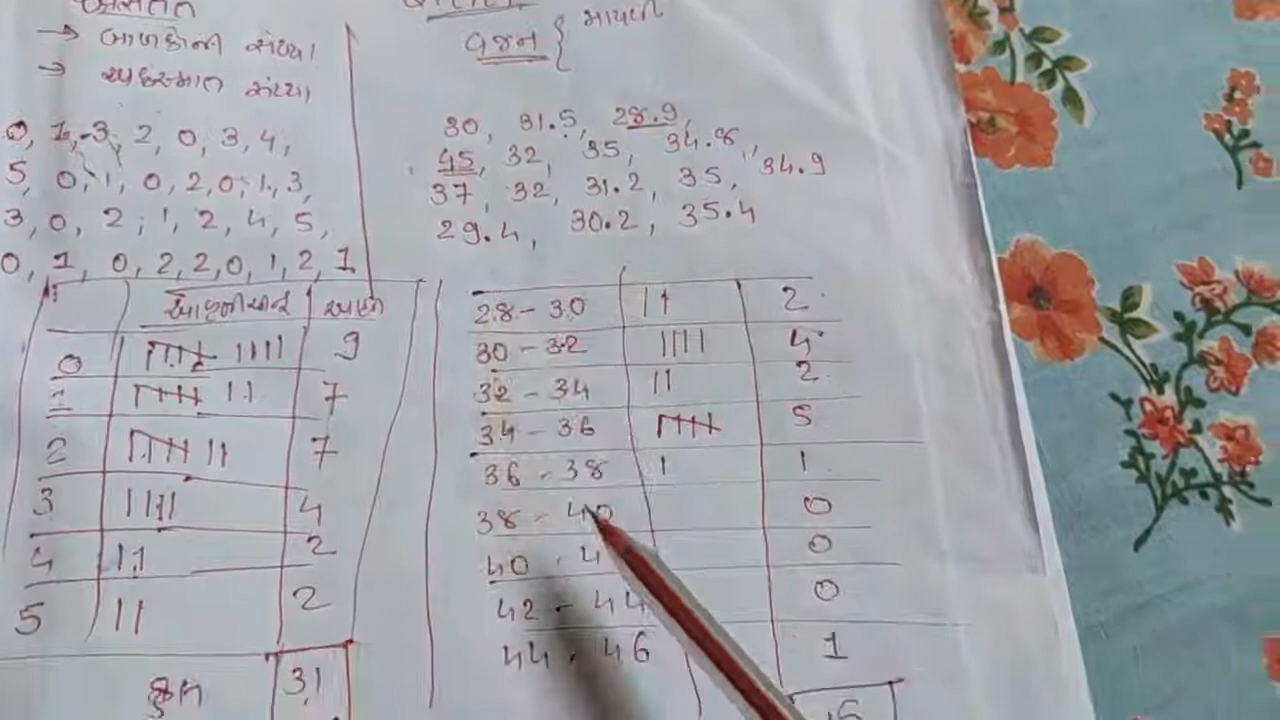 → બાળકોની સંખ્યા
→ સંખ્યા
0, 1, 3, 2, 0, 3, 4,
5, 0, 1, 0, 2, 0, 1, 3,
3, 0, 2, 1, 2, 4, 5,
0, 1, 0, 2, 2, 0, 1, 2, 1
0 9
1 7
2 7
3 4
4 2
5 2
કુલ 31
વજન { માપણી
30, 31.5, 28.9,
45, 32, 35, 34.8, 34.9
37, 32, 31.2, 35,
29.4, 30.2, 35.4
28 - 30 2
30 - 32 4
32 - 34 2
34 - 36 5
36 - 38 1
38 - 40 0
40 - 4 0
42 - 44 0
44 - 46 1